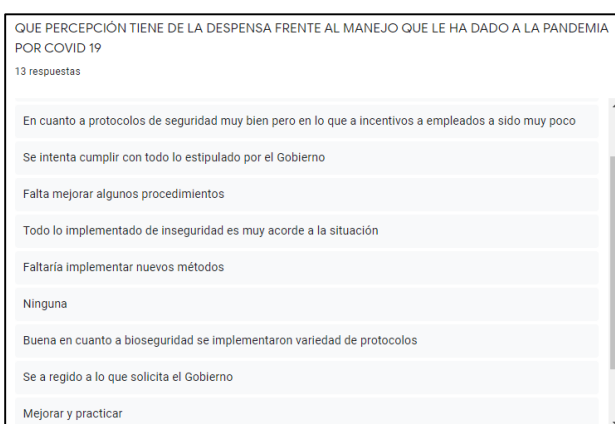 QUE PERCEPCIÓN TIENE DE LA DESPENSA FRENTE AL MANEJO QUE LE HA DADO A LA PANDEMIA
POR COVID 19
13 respuestas
En cuanto a protocolos de seguridad muy bien pero en lo que a incentivos a empleados a sido muy poco
Se intenta cumplir con todo lo estipulado por el Gobierno
Falta mejorar algunos procedimientos
Todo lo implementado de inseguridad es muy acorde a la situación
Faltaría implementar nuevos métodos
Ninguna
Buena en cuanto a bioseguridad se implementaron variedad de protocolos
Se a regido a lo que solicita el Gobierno
Mejorar y practicar